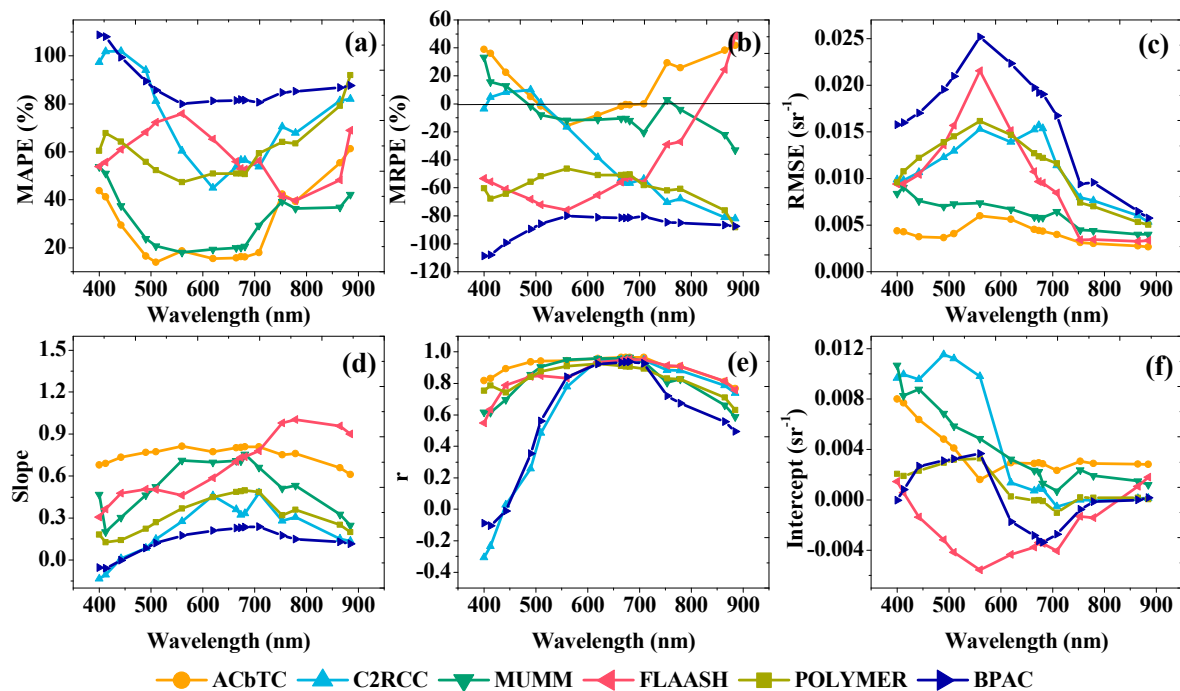 (a)
(b)
(c)
MAPE (%)
100
80
60
40
20
400 500 600 700 800 900
Wavelength (nm)
MRPE (%)
60
40
20
0
-20
-40
-60
-80
-100
-120
400 500 600 700 800 900
Wavelength (nm)
RMSE (sr-1)
0.025
0.020
0.015
0.010
0.005
0.000
400 500 600 700 800 900
Wavelength (nm)
(d)
(e)
(f)
Slope
1.5
1.2
0.9
0.6
0.3
0.0
400 500 600 700 800 900
Wavelength (nm)
r
1.0
0.8
0.6
0.4
0.2
0.0
-0.2
-0.4
400 500 600 700 800 900
Wavelength (nm)
Intercept (sr-1)
0.012
0.008
0.004
0.000
-0.004
400 500 600 700 800 900
Wavelength (nm)
ACbTC C2RCC MUMM FLAASH POLYMER BPAC